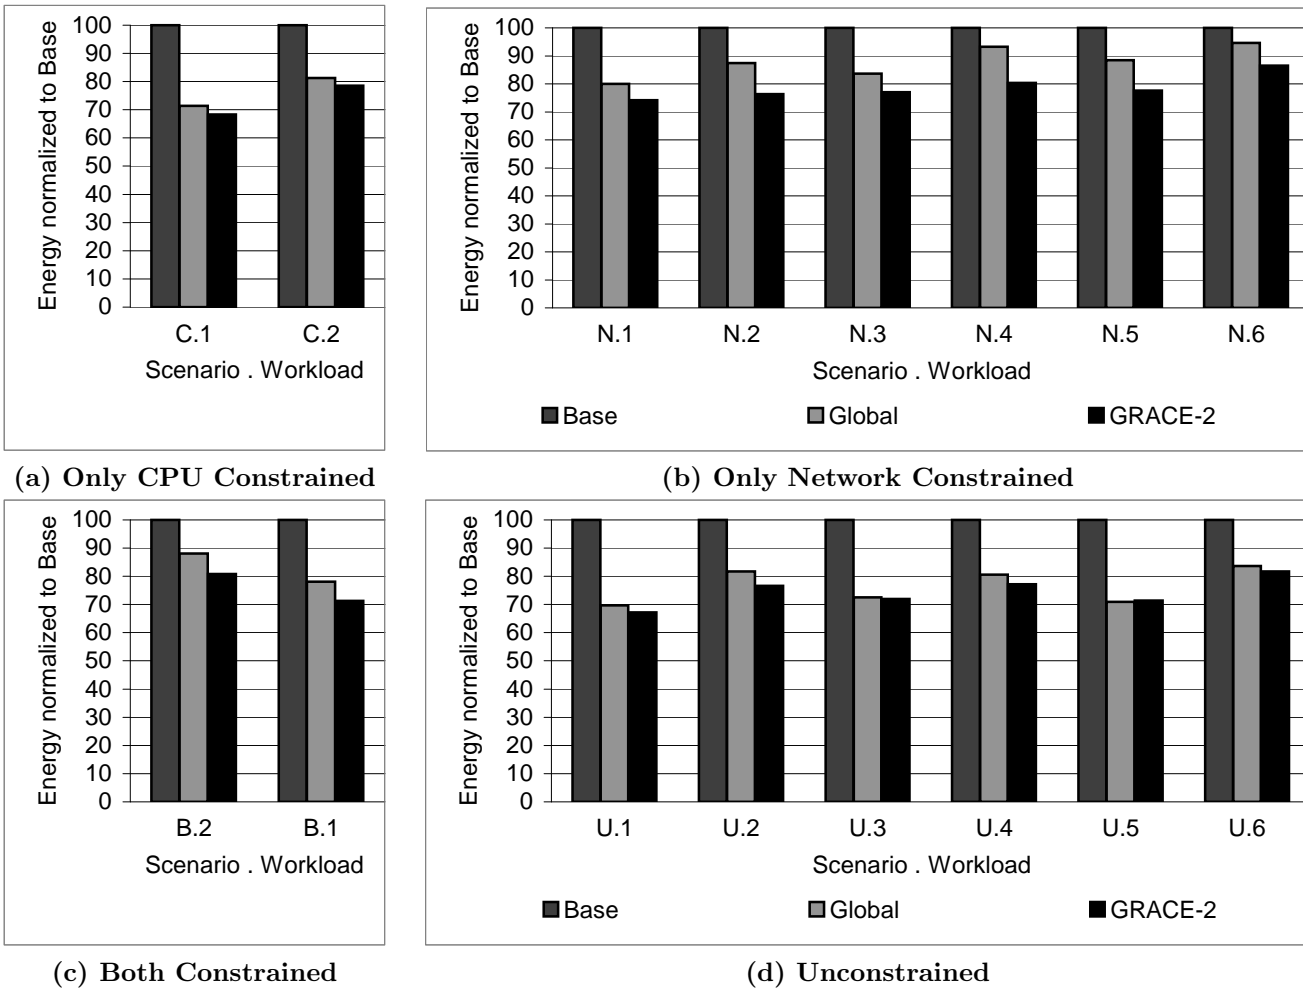 Energy normalized to Base
100
90
80
70
60
50
40
30
20
10
0
C.1 C.2
Scenario . Workload
(a) Only CPU Constrained
Energy normalized to Base
100
90
80
70
60
50
40
30
20
10
0
N.1 N.2 N.3 N.4 N.5 N.6
Scenario . Workload
Base Global GRACE-2
(b) Only Network Constrained
Energy normalized to Base
100
90
80
70
60
50
40
30
20
10
0
B.2 B.1
Scenario . Workload
(c) Both Constrained
Energy normalized to Base
100
90
80
70
60
50
40
30
20
10
0
U.1 U.2 U.3 U.4 U.5 U.6
Scenario . Workload
Base Global GRACE-2
(d) Unconstrained